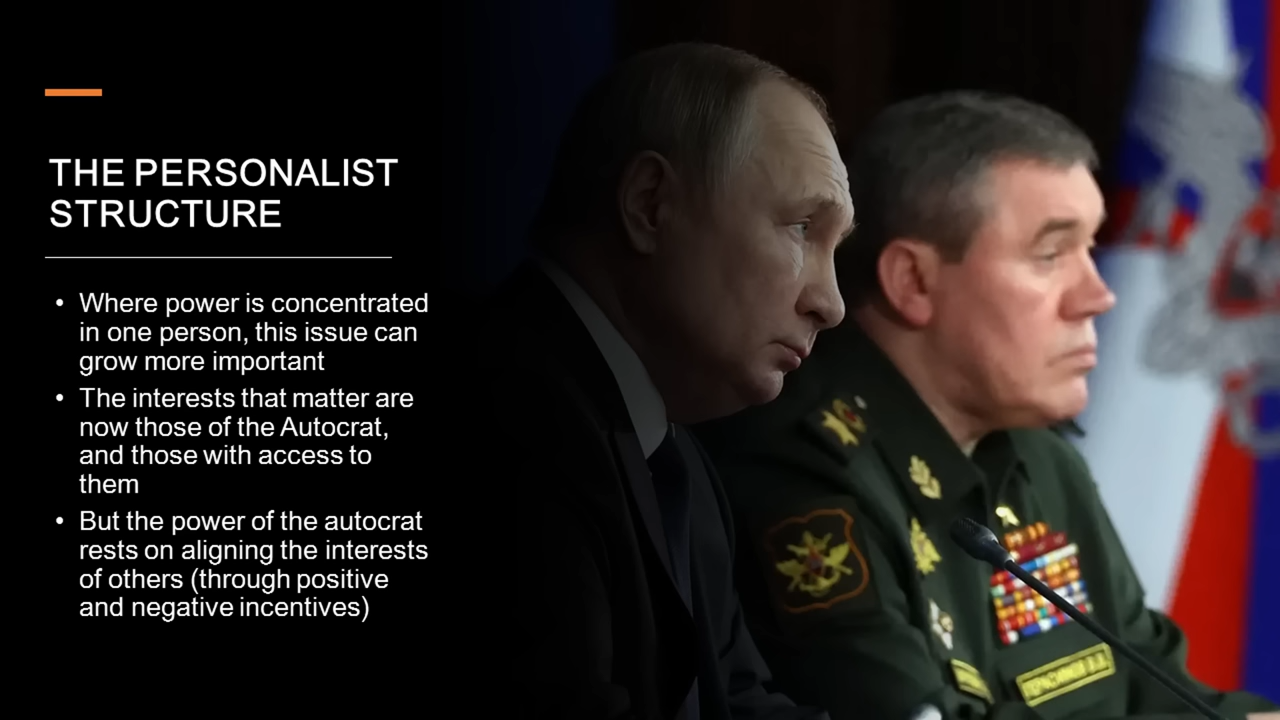 THE PERSONALIST
STRUCTURE
• Where power is concentrated
in one person, this issue can
grow more important
• The interests that matter are
now those of the Autocrat,
and those with access to
them
• But the power of the autocrat
rests on aligning the interests
of others (through positive
and negative incentives)
ГЕРАСИМОВ В.В.